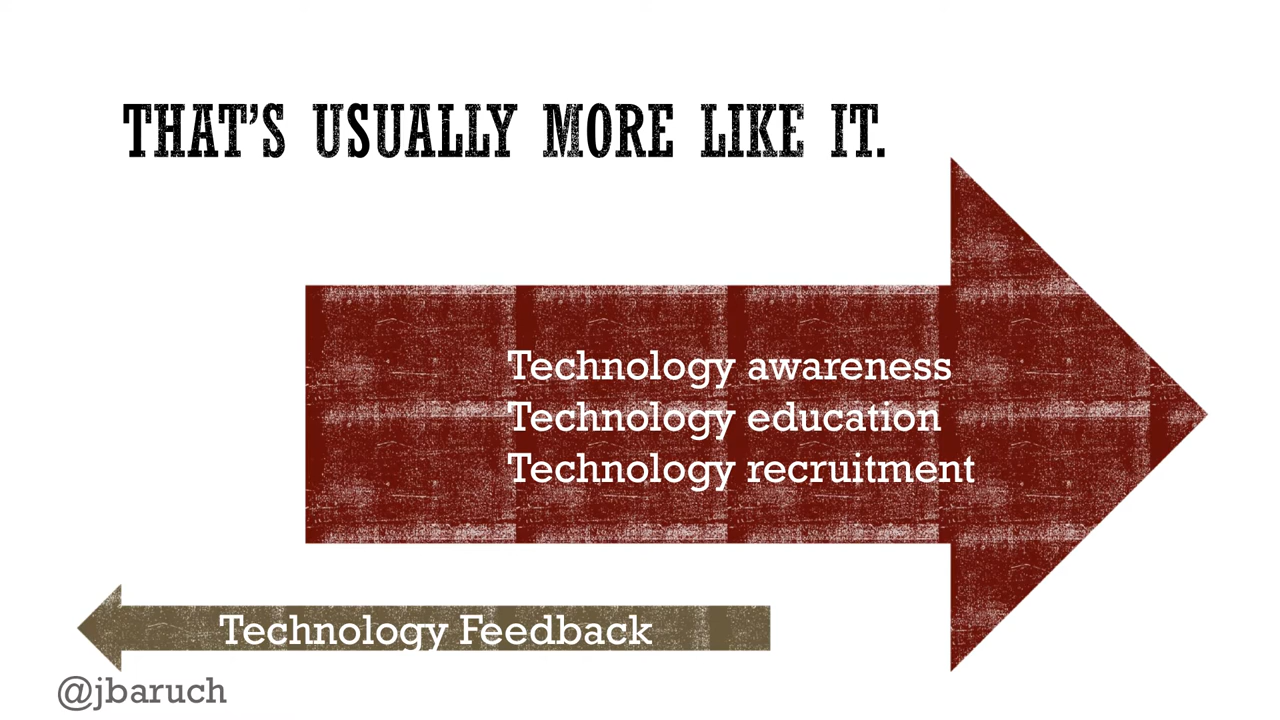 THAT'S USUALLY MORE LIKE IT.
Technology awareness
Technology education
Technology recruitment
Technology Feedback
@jbaruch